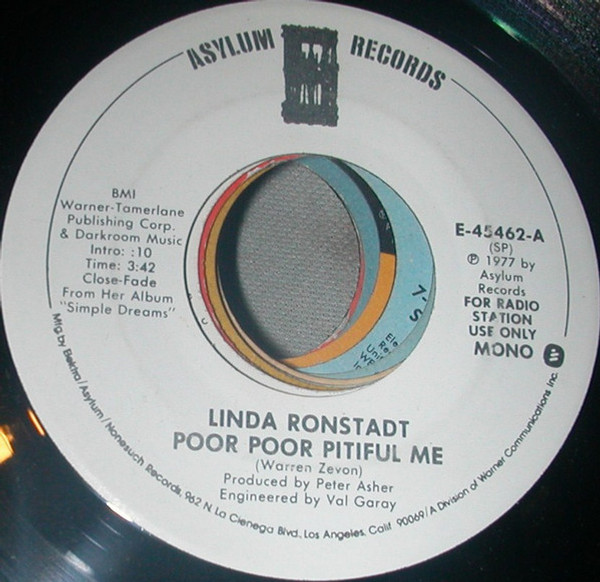 ASYLUM RECORDS
BMI
Warner-Tamerlane
Publishing Corp.
& Darkroom Music
Intro: :10
Time: 3:42
Close-Fade
From Her Album
"Simple Dreams"
E-45462-A
(SP)
℗ 1977 by
Asylum
Records
FOR RADIO
STATION
USE ONLY
MONO
7's
LINDA RONSTADT
POOR POOR PITIFUL ME
(Warren Zevon)
Produced by Peter Asher
Engineered by Val Garay
Mfg. by Elektra/Asylum/Nonesuch Records, 962 N. La Cienega Blvd., Los Angeles, Calif. 90069/A Division of Warner Communications Inc.